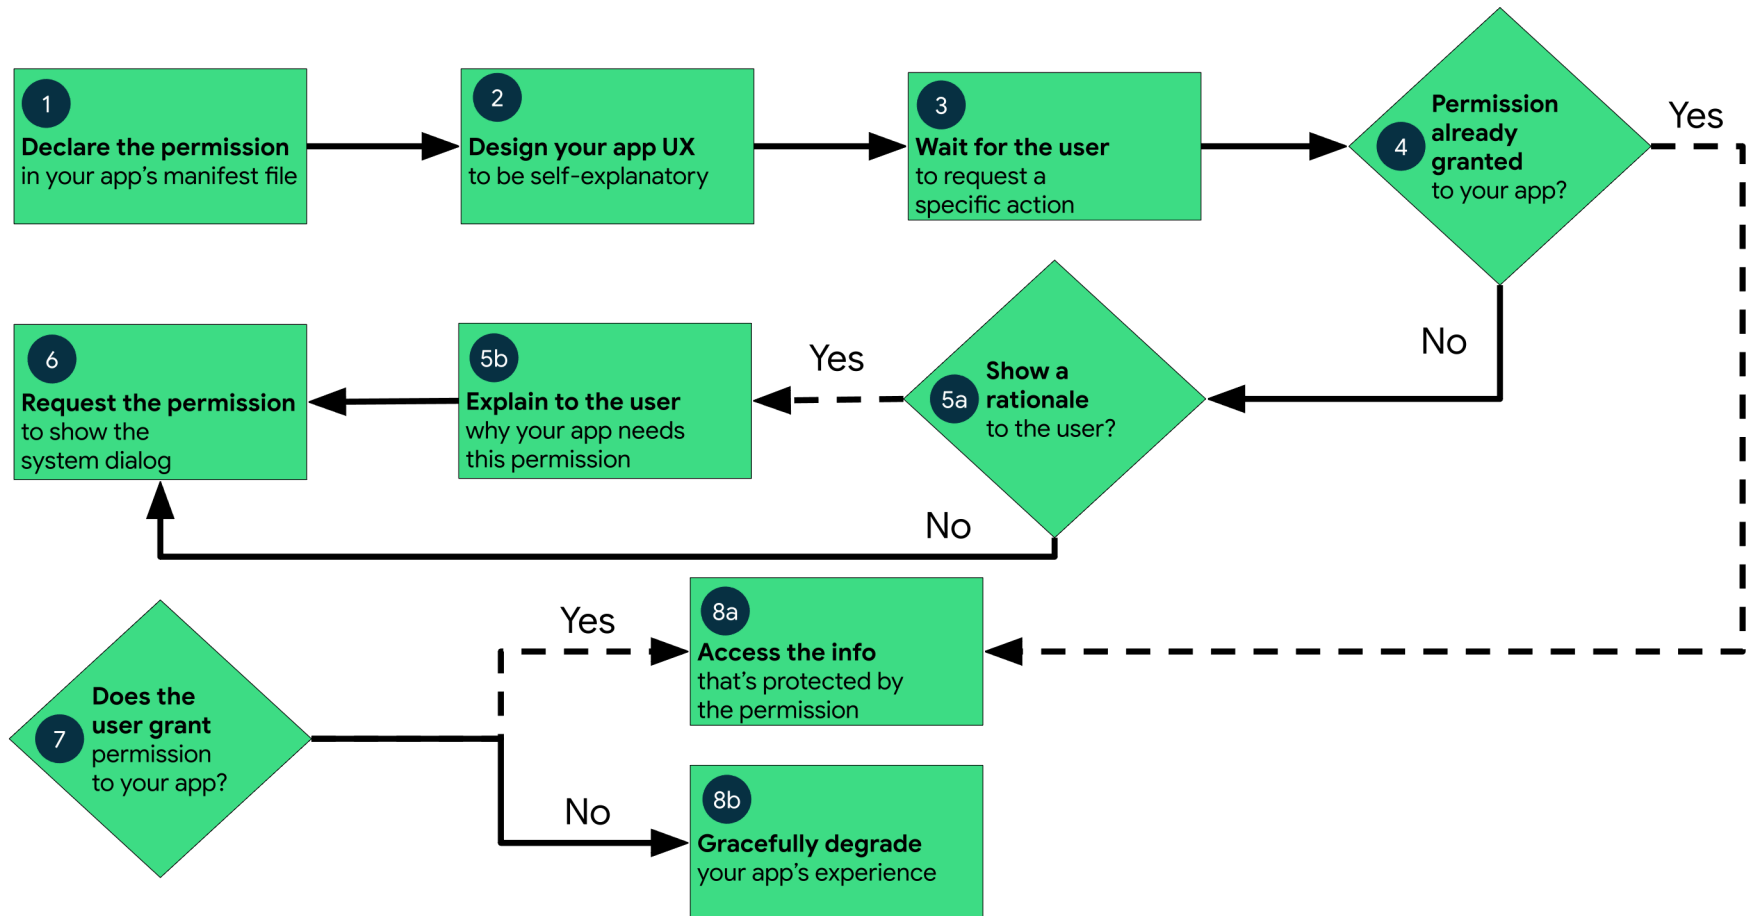 1
Declare the permission
in your app's manifest file
2
Design your app UX
to be self-explanatory
3
Wait for the user
to request a
specific action
4
Permission
already
granted
to your app?
Yes
No
5a
Show a
rationale
to the user?
Yes
No
5b
Explain to the user
why your app needs
this permission
6
Request the permission
to show the
system dialog
7
Does the
user grant
permission
to your app?
Yes
No
8a
Access the info
that's protected by
the permission
8b
Gracefully degrade
your app's experience